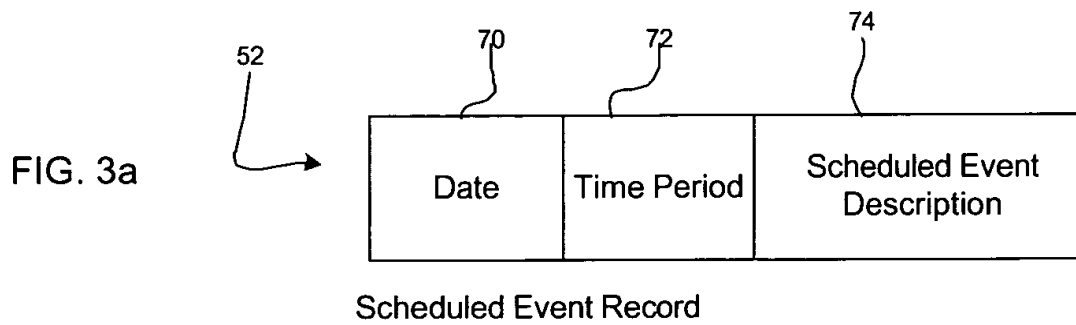 52
70
72
74
FIG. 3a
Date
Time Period
Scheduled Event
Description
Scheduled Event Record